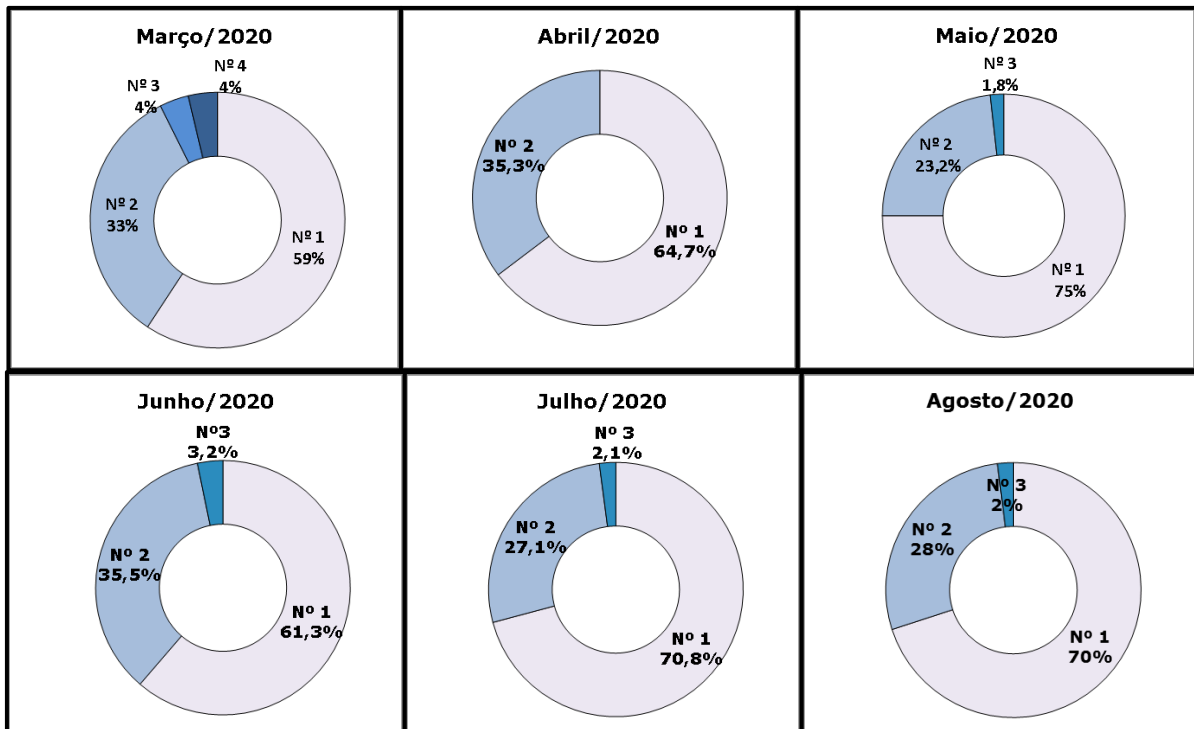 Março/2020
Nº 4
4%
Nº 3
4%
Nº 2
33%
Nº 1
59%
Abril/2020
Nº 2
35,3%
Nº 1
64,7%
Maio/2020
Nº 3
1,8%
Nº 2
23,2%
Nº 1
75%
Junho/2020
Nº3
3,2%
Nº 2
35,5%
Nº 1
61,3%
Julho/2020
Nº 3
2,1%
Nº 2
27,1%
Nº 1
70,8%
Agosto/2020
Nº 3
2%
Nº 2
28%
Nº 1
70%